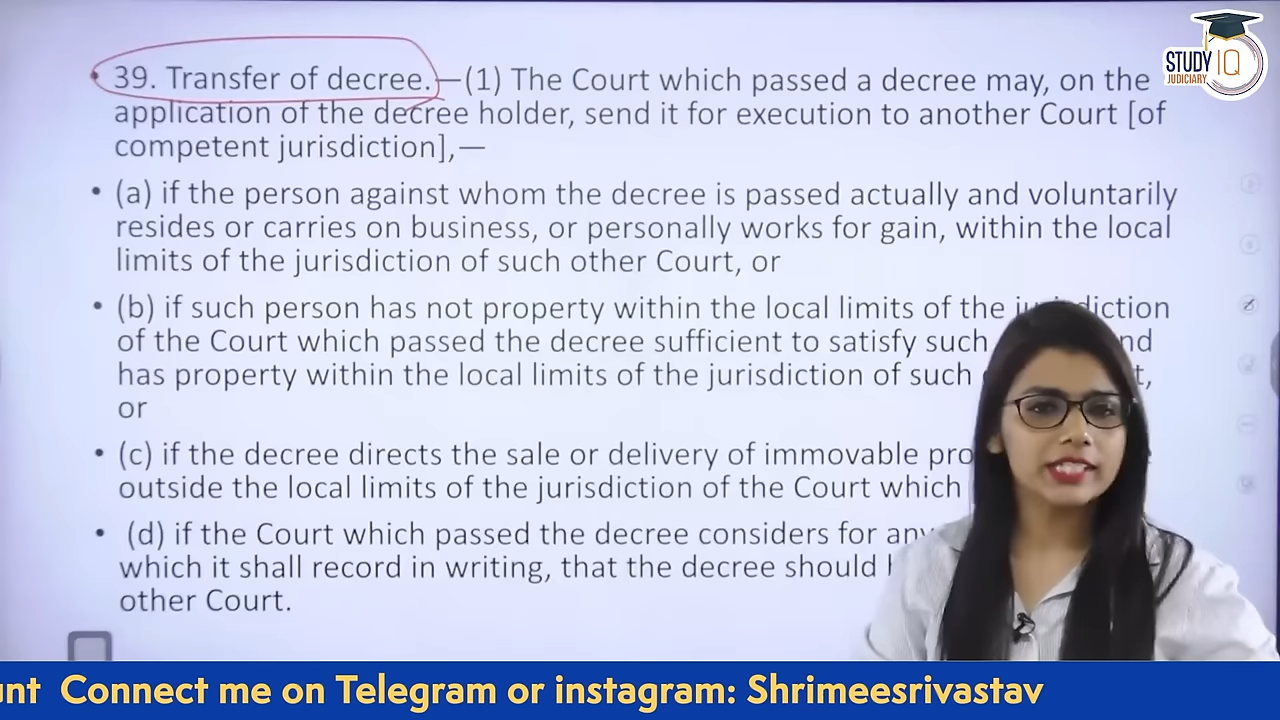 STUDY IQ
JUDICIARY
• 39. Transfer of decree.—(1) The Court which passed a decree may, on the
application of the decree holder, send it for execution to another Court [of
competent jurisdiction],—
• (a) if the person against whom the decree is passed actually and voluntarily
resides or carries on business, or personally works for gain, within the local
limits of the jurisdiction of such other Court, or
• (b) if such person has not property within the local limits of the
of the Court which passed the decree sufficient to satisfy such
has property within the local limits of the jurisdiction of such
or
• (c) if the decree directs the sale or delivery of immovable
outside the local limits of the jurisdiction of the Court which
• (d) if the Court which passed the decree considers for
which it shall record in writing, that the decree should
other Court.
Connect me on Telegram or instagram: Shrimeesrivastav